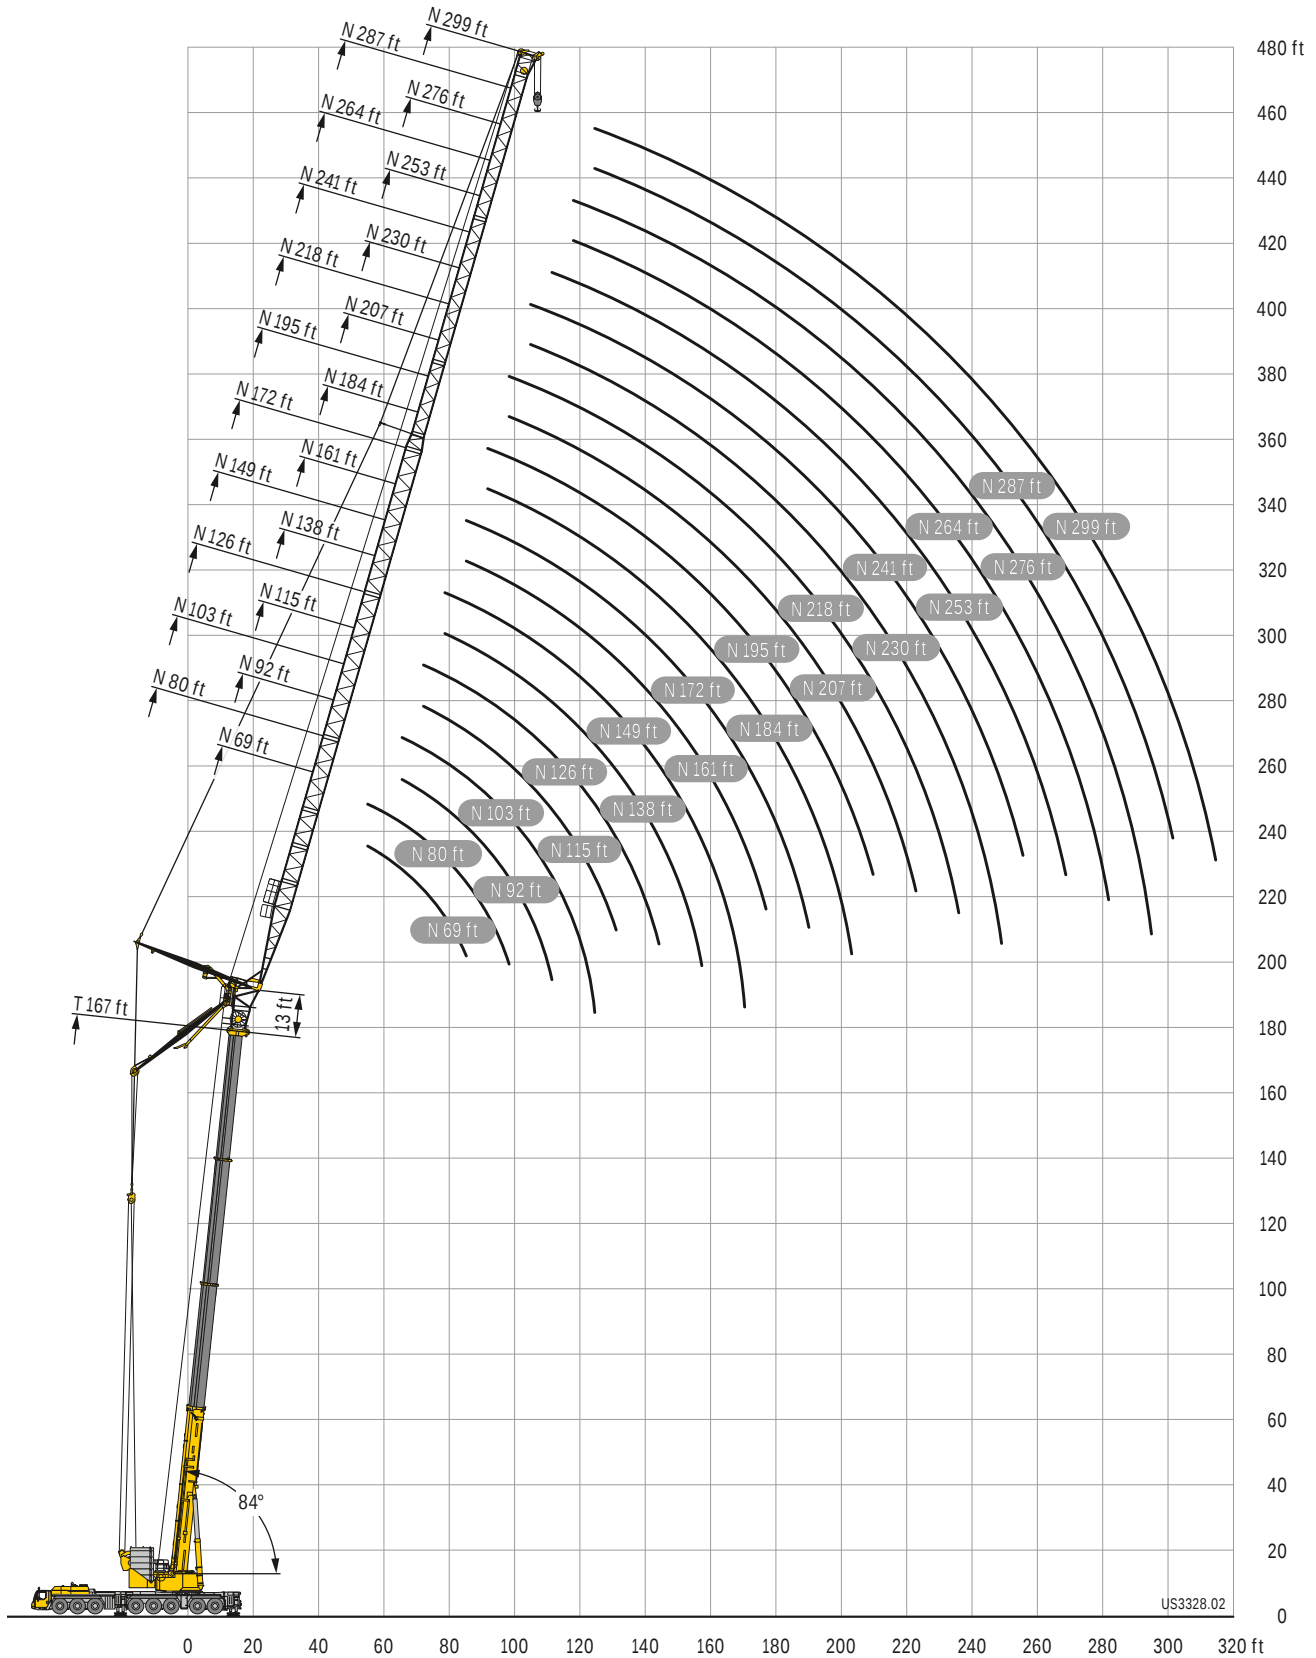 N 299 ft
N 287 ft
480 ft
N 276 ft
N 264 ft
460
N 253 ft
N 241 ft
440
N 230 ft
N 218 ft
420
N 207 ft
N 195 ft
400
N 184 ft
N 172 ft
380
N 161 ft
N 149 ft
360
N 287 ft
340
N 138 ft
N 126 ft
N 264 ft
N 299 ft
N 241 ft
N 276 ft
320
N 115 ft
N 103 ft
N 218 ft
N 253 ft
300
N 195 ft
N 230 ft
N 92 ft
N 80 ft
N 172 ft
N 207 ft
280
N 69 ft
N 149 ft
N 184 ft
260
N 126 ft
N 161 ft
N 103 ft
N 138 ft
240
N 80 ft
N 115 ft
N 92 ft
220
N 69 ft
200
T 167 ft
13 ft
180
160
140
120
100
80
60
40
84°
20
US3328.02
0
0 20 40 60 80 100 120 140 160 180 200 220 240 260 280 300 320 ft